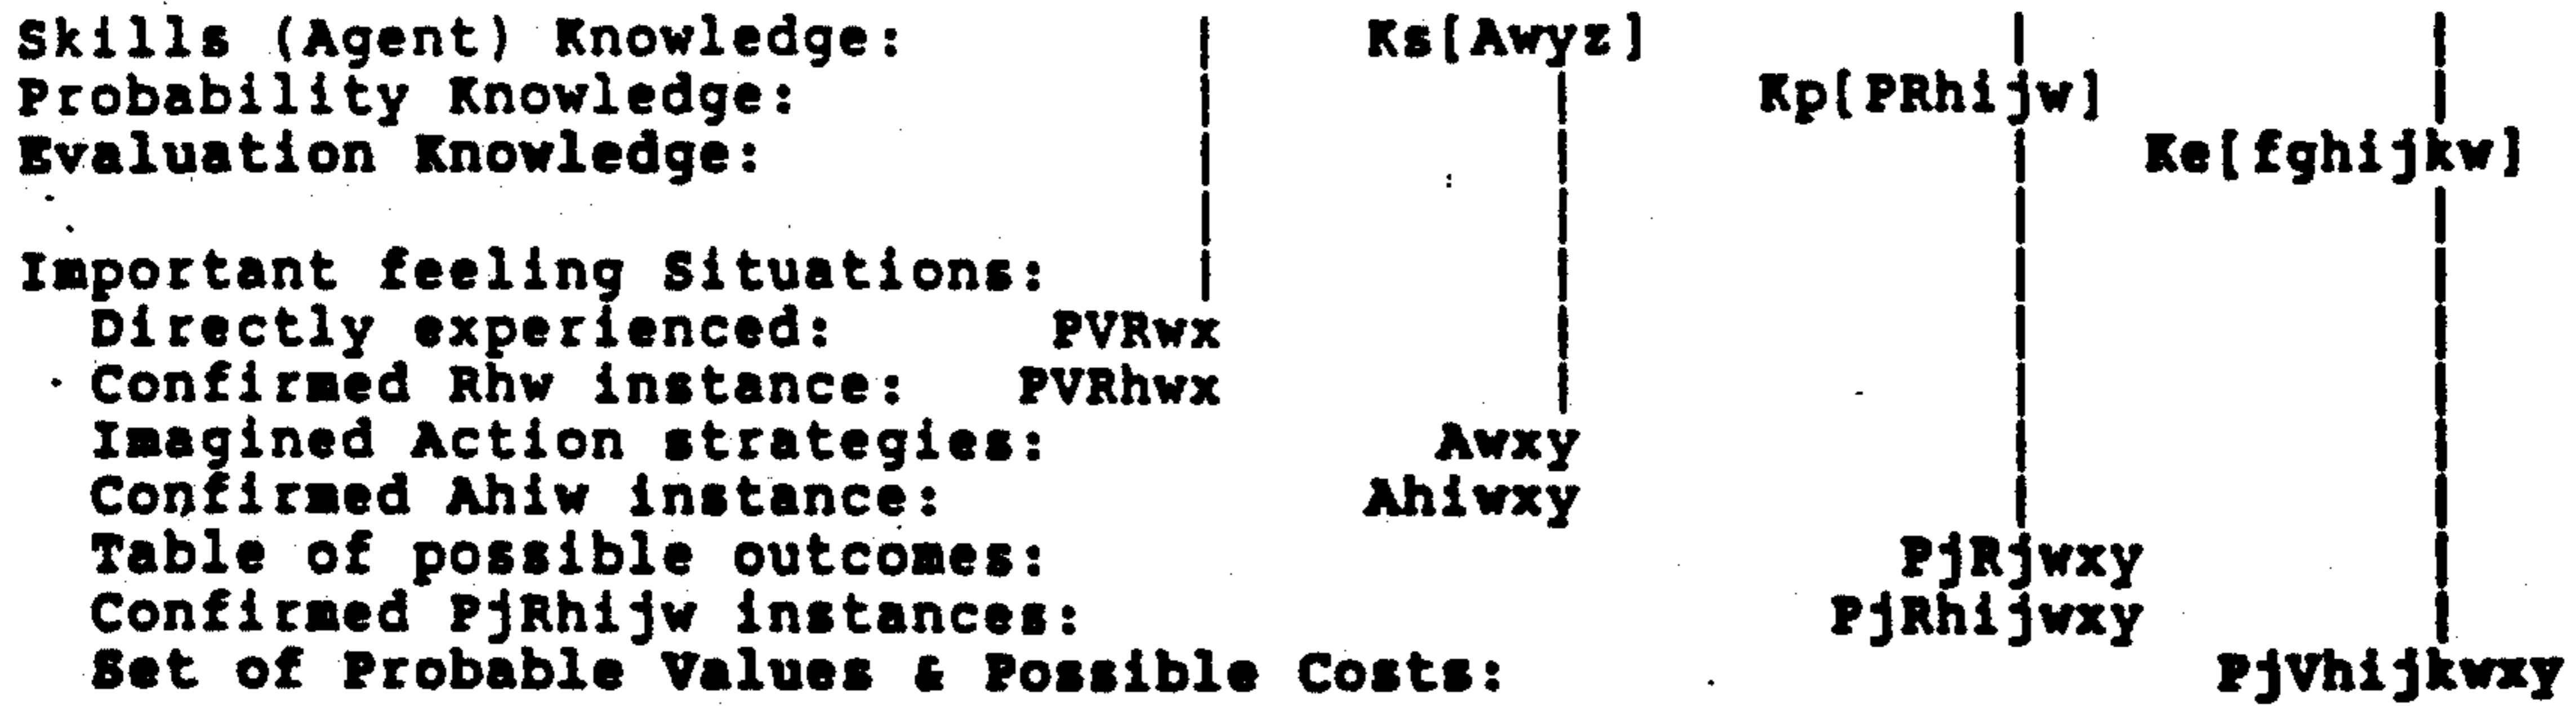 Skills (Agent) Knowledge: Ks[Awyz]
Probability Knowledge: Kp[PRhijw]
Evaluation Knowledge: Ke[fghijkw]
Important feeling Situations:
Directly experienced: PVRwx
Confirmed Rhw instance: PVRhwx
Imagined Action strategies: Awxy
Confirmed Ahiw instance: Ahiwxy
Table of possible outcomes: PjRjwxy
Confirmed PjRhijw instances: PjRhijwxy
Set of Probable Values & Possible Costs: PjVhijkwxy